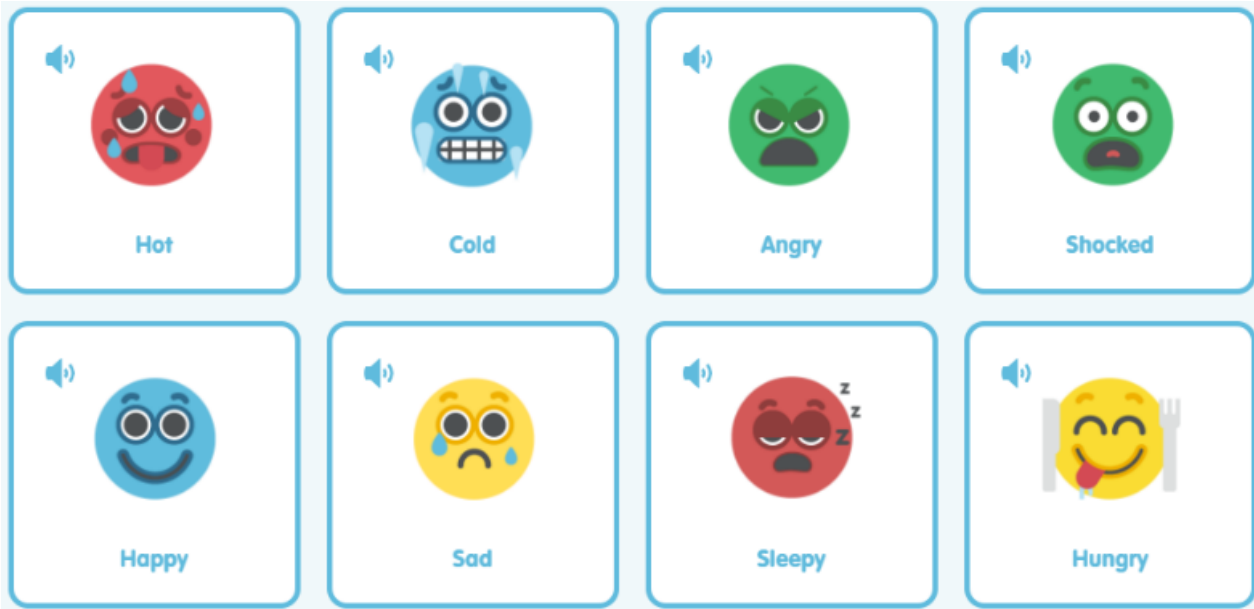 Hot
Cold
Angry
Shocked
z
z
z
Happy
Sad
Sleepy
Hungry